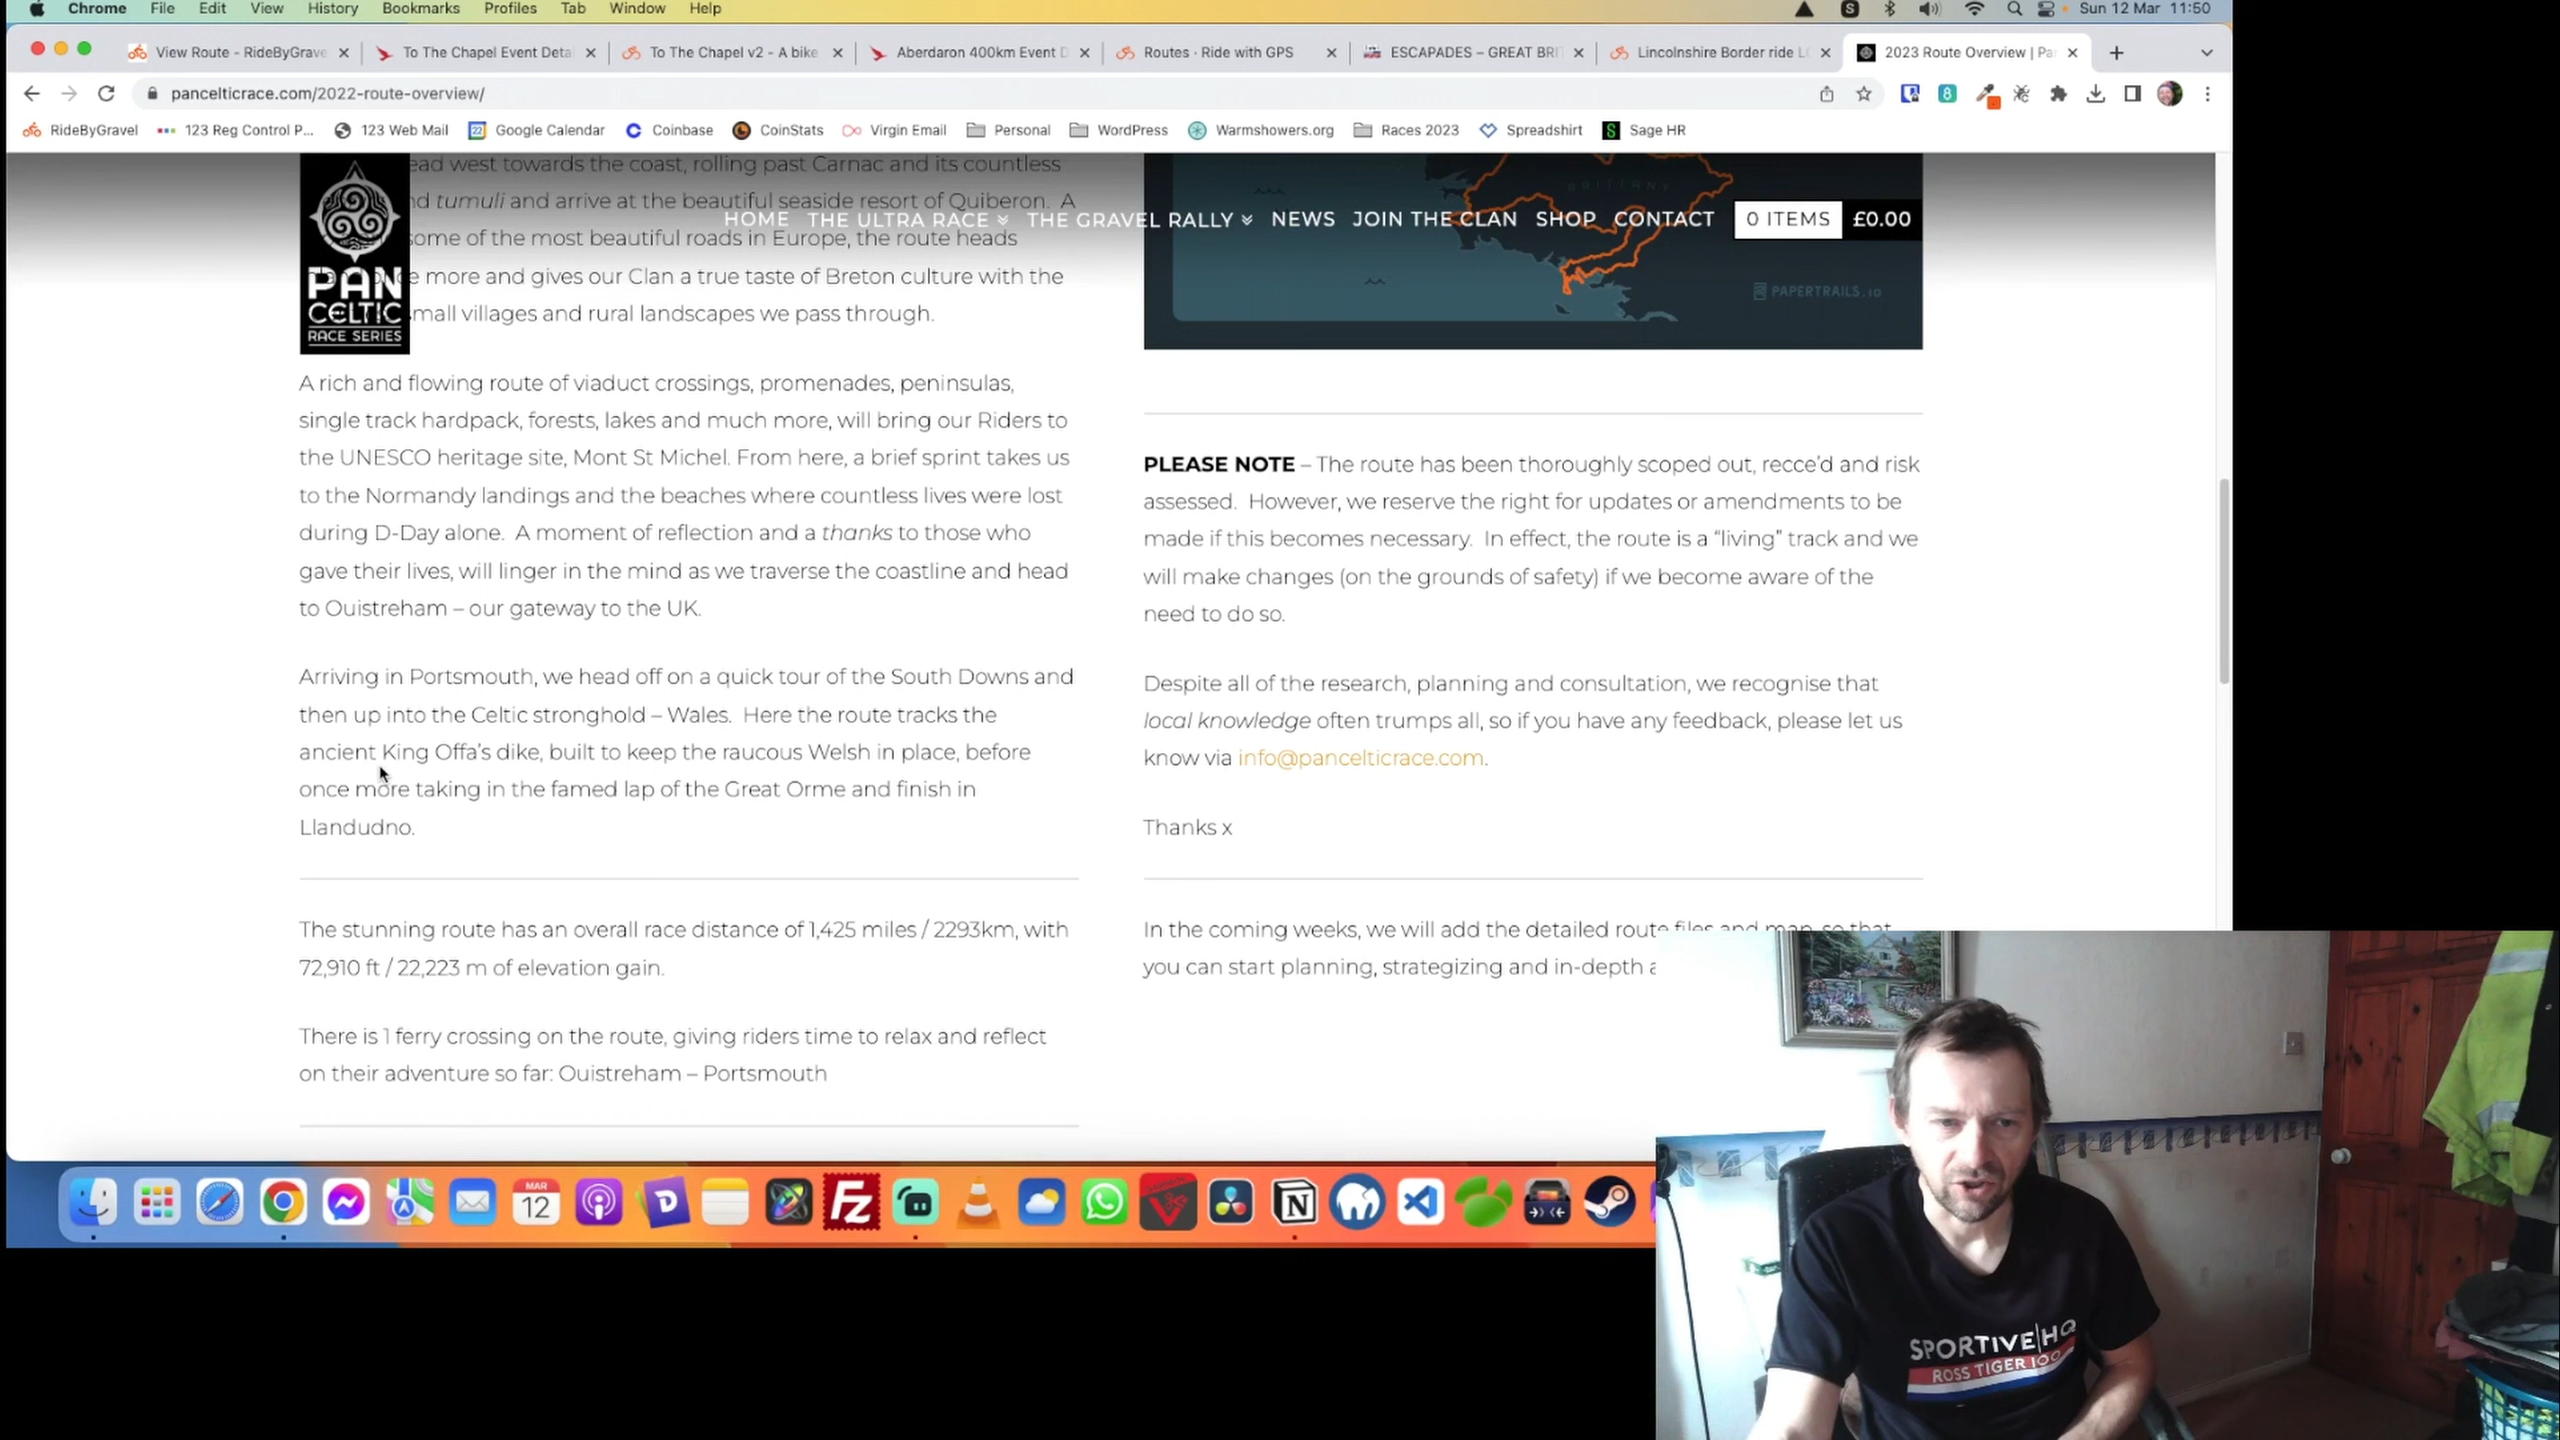 Chrome File Edit View History Bookmarks Profiles Tab Window Help
Sun 12 Mar 11:50
View Route - RideByGrave
To The Chapel Event Deta
To The Chapel v2 - A bike
Aberdaron 400km Event D
Routes · Ride with GPS
ESCAPADES – GREAT BRI
Lincolnshire Border ride L
2023 Route Overview | Pa
pancelticrace.com/2022-route-overview/
RideByGravel 123 Reg Control P... 123 Web Mail Google Calendar Coinbase CoinStats Virgin Email Personal WordPress Warmshowers.org Races 2023 Spreadshirt Sage HR
HOME THE ULTRA RACE THE GRAVEL RALLY NEWS JOIN THE CLAN SHOP CONTACT 0 ITEMS £0.00
PAN
CELTIC
RACE SERIES
ead west towards the coast, rolling past Carnac and its countless
nd tumuli and arrive at the beautiful seaside resort of Quiberon. A
some of the most beautiful roads in Europe, the route heads
e more and gives our Clan a true taste of Breton culture with the
small villages and rural landscapes we pass through.
A rich and flowing route of viaduct crossings, promenades, peninsulas,
single track hardpack, forests, lakes and much more, will bring our Riders to
the UNESCO heritage site, Mont St Michel. From here, a brief sprint takes us
to the Normandy landings and the beaches where countless lives were lost
during D-Day alone. A moment of reflection and a thanks to those who
gave their lives, will linger in the mind as we traverse the coastline and head
to Ouistreham – our gateway to the UK.
Arriving in Portsmouth, we head off on a quick tour of the South Downs and
then up into the Celtic stronghold – Wales. Here the route tracks the
ancient King Offa's dike, built to keep the raucous Welsh in place, before
once more taking in the famed lap of the Great Orme and finish in
Llandudno.
The stunning route has an overall race distance of 1,425 miles / 2293km, with
72,910 ft / 22,223 m of elevation gain.
There is 1 ferry crossing on the route, giving riders time to relax and reflect
on their adventure so far: Ouistreham – Portsmouth
BRITTANY
PAPERTRAILS.io
PLEASE NOTE – The route has been thoroughly scoped out, recce'd and risk
assessed. However, we reserve the right for updates or amendments to be
made if this becomes necessary. In effect, the route is a “living” track and we
will make changes (on the grounds of safety) if we become aware of the
need to do so.
Despite all of the research, planning and consultation, we recognise that
local knowledge often trumps all, so if you have any feedback, please let us
know via info@pancelticrace.com.
Thanks x
In the coming weeks, we will add the detailed route files and map, so that
you can start planning, strategizing and in-depth a
MAR
12
SPORTIVE|HQ
ROSS TIGER 100